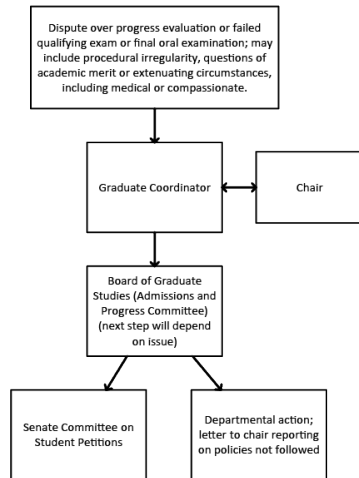 Dispute over progress evaluation or failed
qualifying exam or final oral examination; may
include procedural irregularity, questions of
academic merit or extenuating circumstances,
including medical or compassionate.
Graduate Coordinator
Chair
Board of Graduate
Studies (Admissions and
Progress Committee)
(next step will depend
on issue)
Senate Committee on
Student Petitions
Departmental action;
letter to chair reporting
on policies not followed